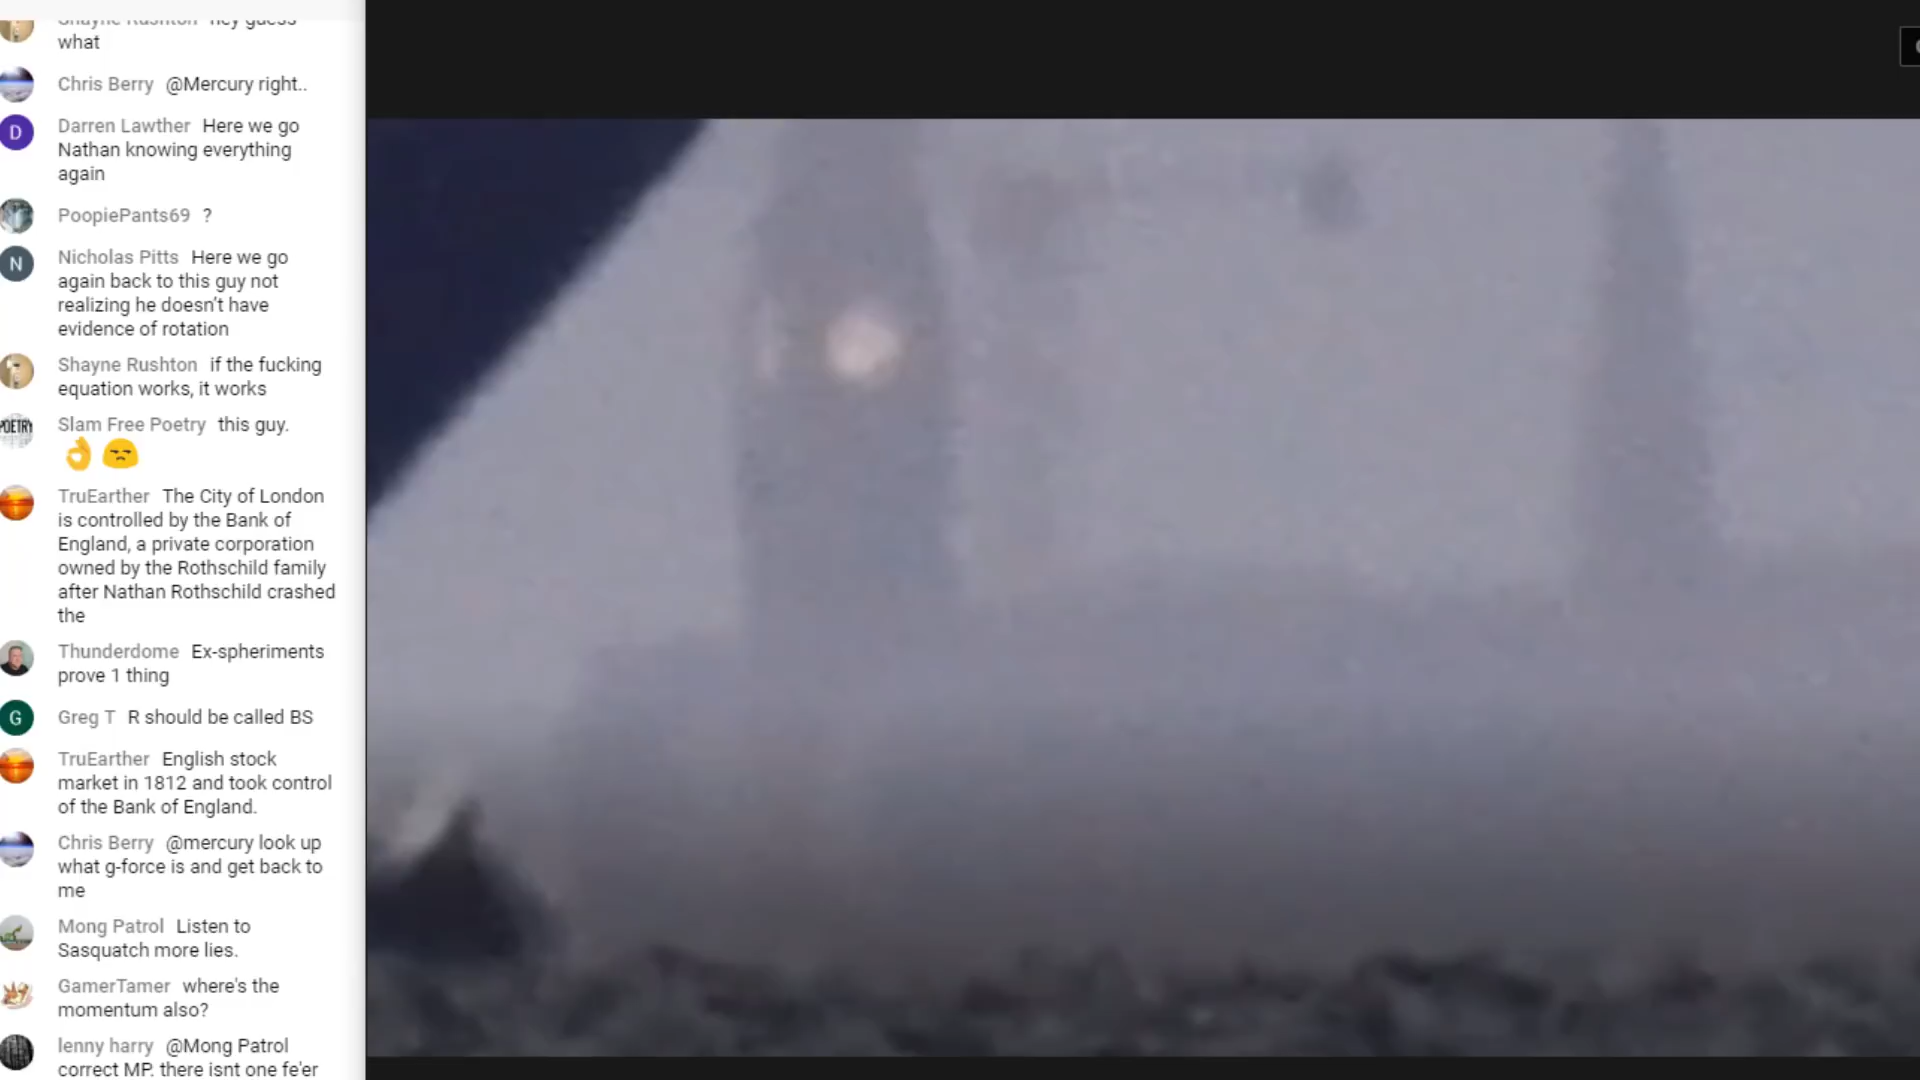 Shayne Rushton hey guess
what
Chris Berry @Mercury right..
D
Darren Lawther Here we go
Nathan knowing everything
again
PoopiePants69 ?
N
Nicholas Pitts Here we go
again back to this guy not
realizing he doesn't have
evidence of rotation
Shayne Rushton if the fucking
equation works, it works
POETRY
Slam Free Poetry this guy.
TruEarther The City of London
is controlled by the Bank of
England, a private corporation
owned by the Rothschild family
after Nathan Rothschild crashed
the
Thunderdome Ex-spheriments
prove 1 thing
G
Greg T R should be called BS
TruEarther English stock
market in 1812 and took control
of the Bank of England.
Chris Berry @mercury look up
what g-force is and get back to
me
Mong Patrol Listen to
Sasquatch more lies.
GamerTamer where's the
momentum also?
lenny harry @Mong Patrol
correct MP. there isnt one fe'er